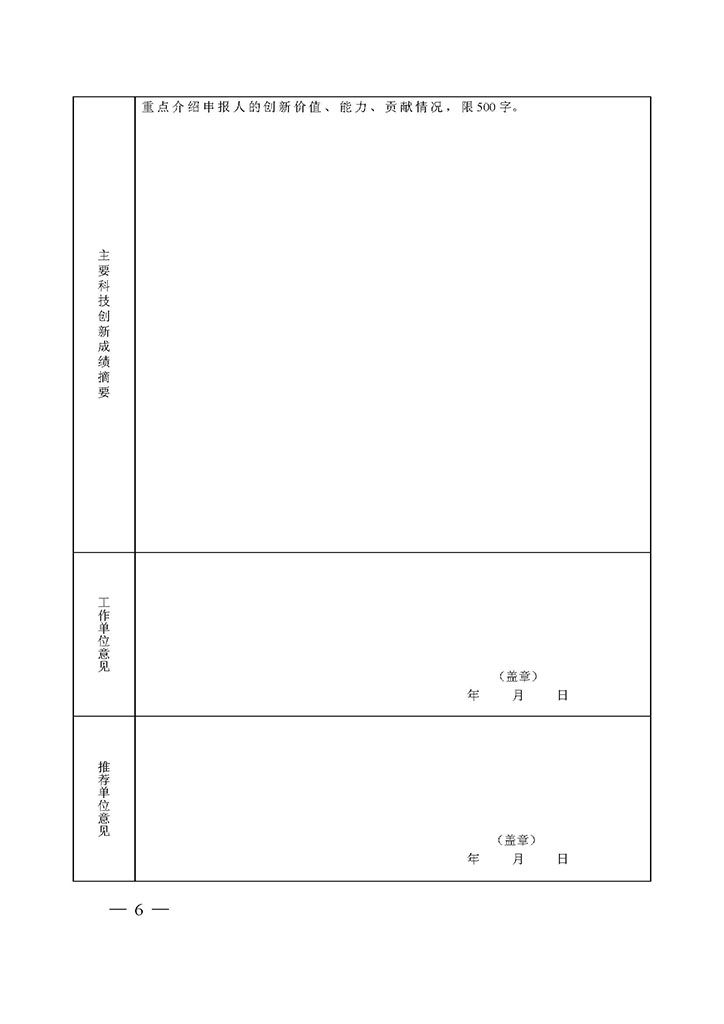 重点介绍申报人的创新价值、能力、贡献情况，限500字。
主要科技创新成绩摘要
工作单位意见
（盖章）
年 月 日
推荐单位意见
（盖章）
年 月 日
— 6 —